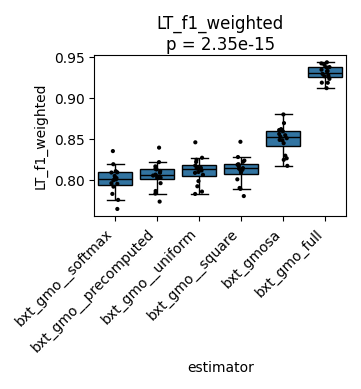 LT_f1_weighted
p = 2.35e-15
LT_f1_weighted
0.95
0.90
0.85
0.80
bxt_gmo__softmax
bxt_gmo__precomputed
bxt_gmo__uniform
bxt_gmo__square
bxt_gmosa
bxt_gmo_full
estimator